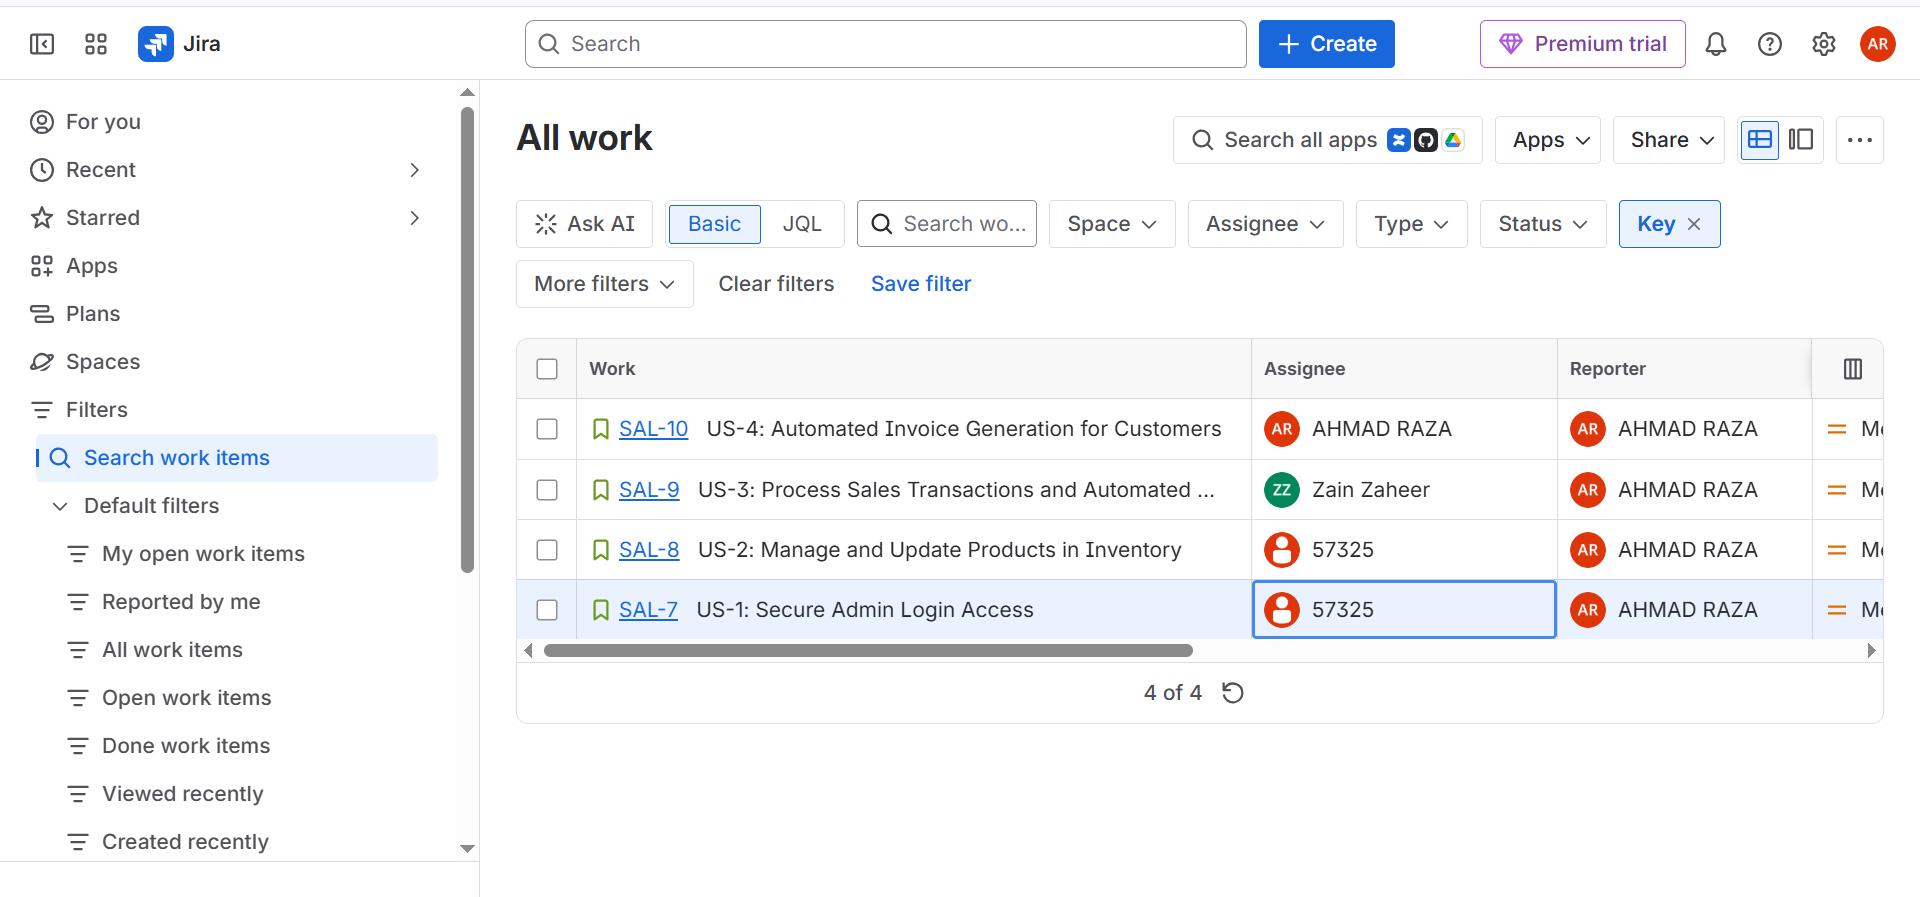 Jira
Search
Create
Premium trial
AR
For you
Recent
Starred
Apps
Plans
Spaces
Filters
Search work items
Default filters
My open work items
Reported by me
All work items
Open work items
Done work items
Viewed recently
Created recently
All work
Search all apps
Apps
Share
Ask AI
Basic
JQL
Search wo...
Space
Assignee
Type
Status
Key
More filters
Clear filters
Save filter
Work Assignee Reporter
SAL-10 US-4: Automated Invoice Generation for Customers AR AHMAD RAZA AR AHMAD RAZA
SAL-9 US-3: Process Sales Transactions and Automated ... ZZ Zain Zaheer AR AHMAD RAZA
SAL-8 US-2: Manage and Update Products in Inventory 57325 AR AHMAD RAZA
SAL-7 US-1: Secure Admin Login Access 57325 AR AHMAD RAZA
4 of 4